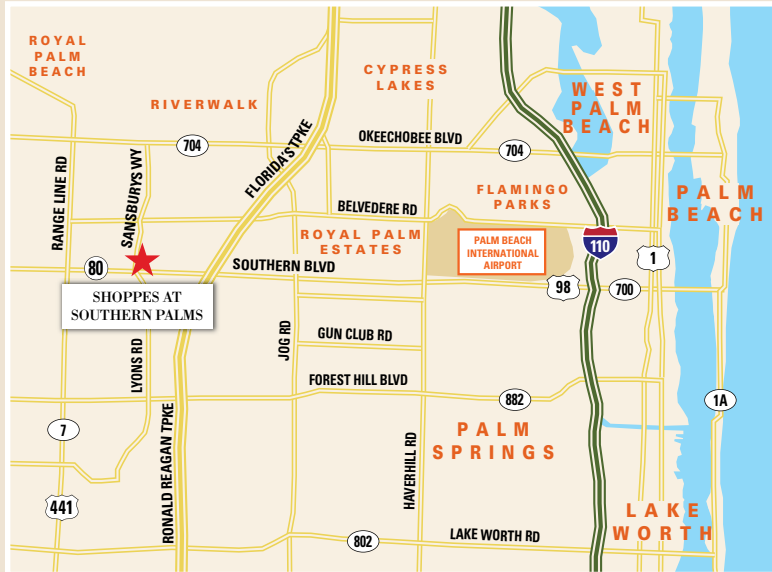 ROYAL
PALM
BEACH
RIVERWALK
CYPRESS
LAKES
WEST
PALM
BEACH
704
FLORIDA'S TPKE
OKEECHOBEE BLVD
704
RANGE LINE RD
SANSBURYS WY
BELVEDERE RD
FLAMINGO
PARKS
PALM
BEACH
ROYAL PALM
ESTATES
PALM BEACH
INTERNATIONAL
AIRPORT
110
1
80
SOUTHERN BLVD
98
700
SHOPPES AT
SOUTHERN PALMS
LYONS RD
JOG RD
GUN CLUB RD
FOREST HILL BLVD
882
1A
7
RONALD REAGAN TPKE
HAVERHILL RD
PALM
SPRINGS
441
802
LAKE WORTH RD
LAKE
WORTH